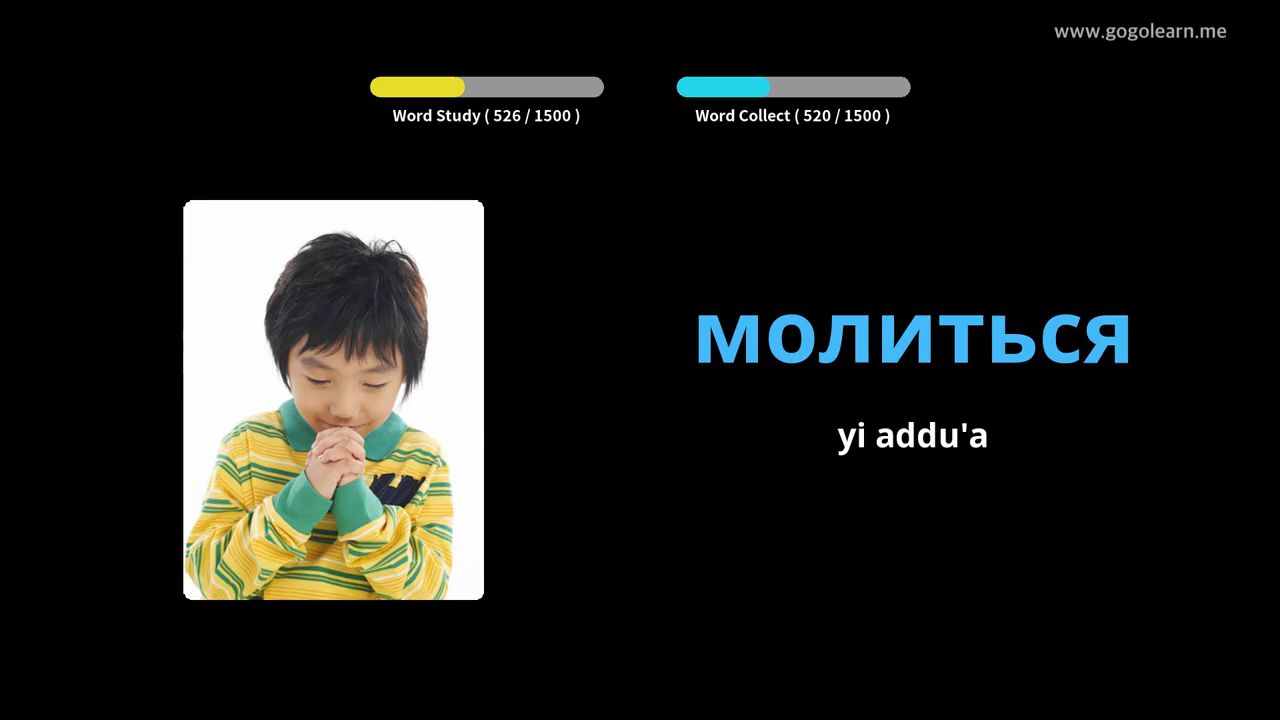 www.gogolearn.me
Word Study ( 526 / 1500 )
Word Collect ( 520 / 1500 )
молиться
yi addu'a